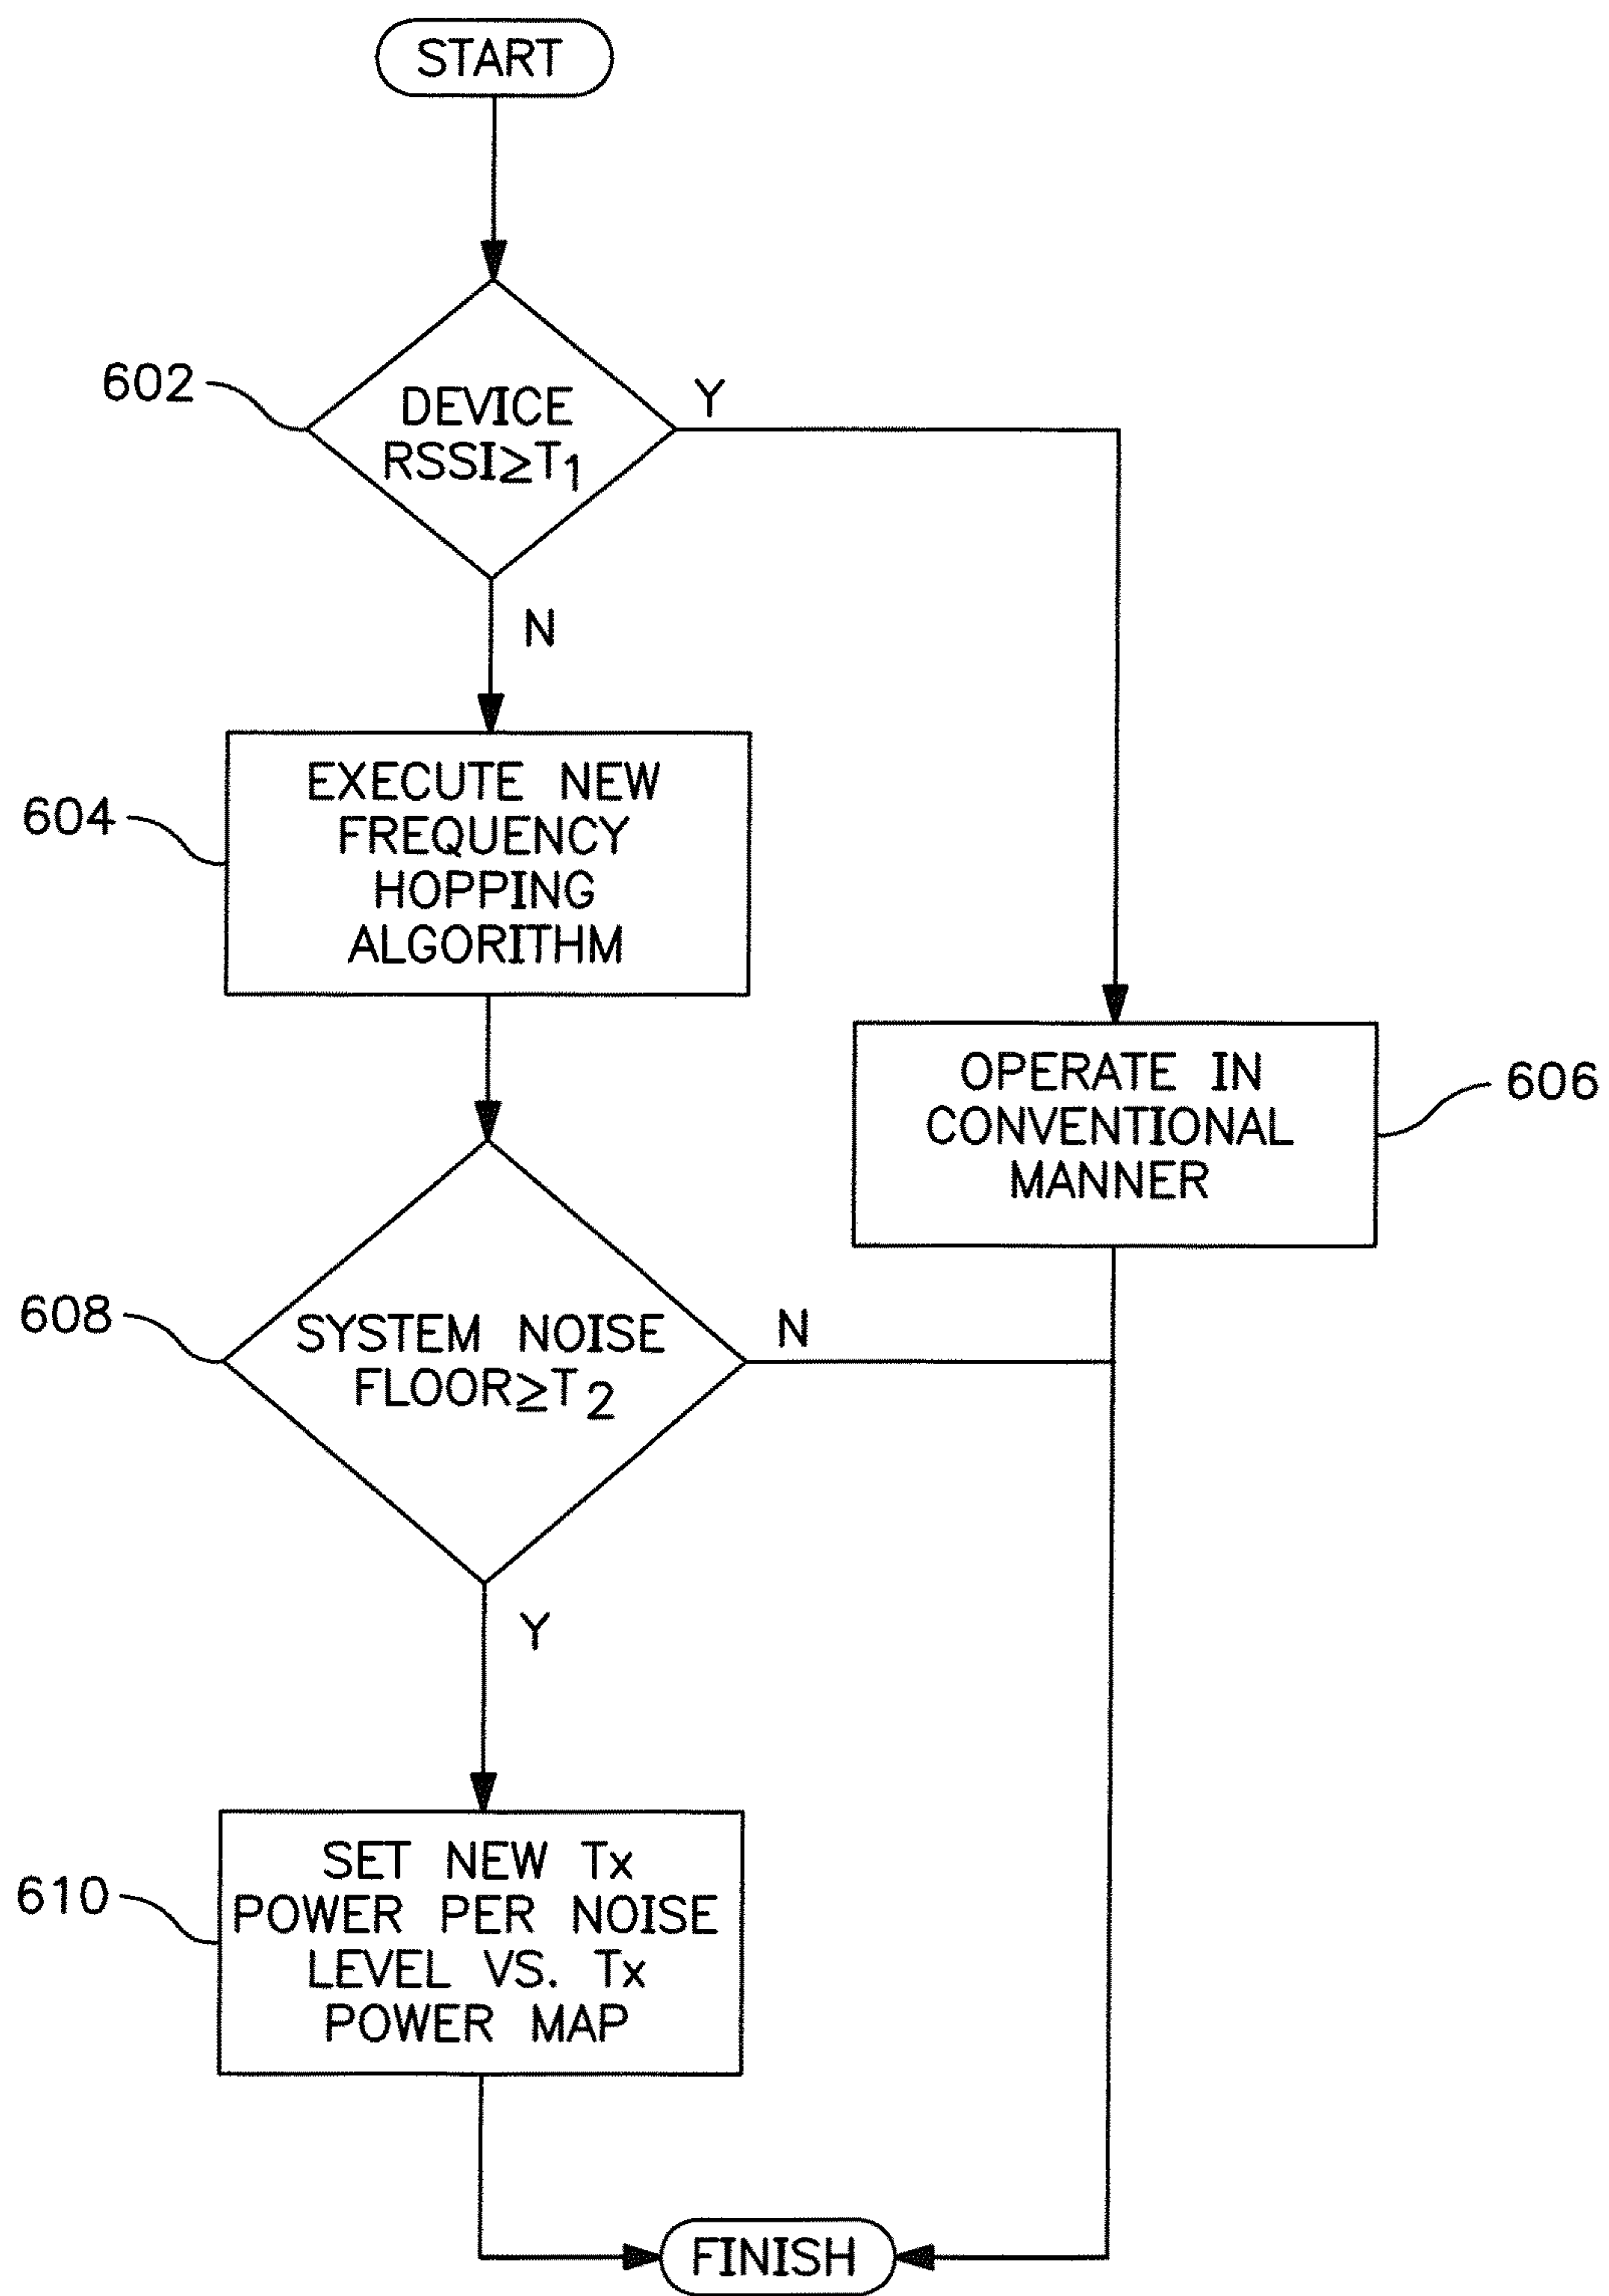 START
602
DEVICE
RSSI≥T1
Y
N
604
EXECUTE NEW
FREQUENCY
HOPPING
ALGORITHM
OPERATE IN
CONVENTIONAL
MANNER
606
608
SYSTEM NOISE
FLOOR≥T2
N
Y
610
SET NEW Tx
POWER PER NOISE
LEVEL VS. Tx
POWER MAP
FINISH